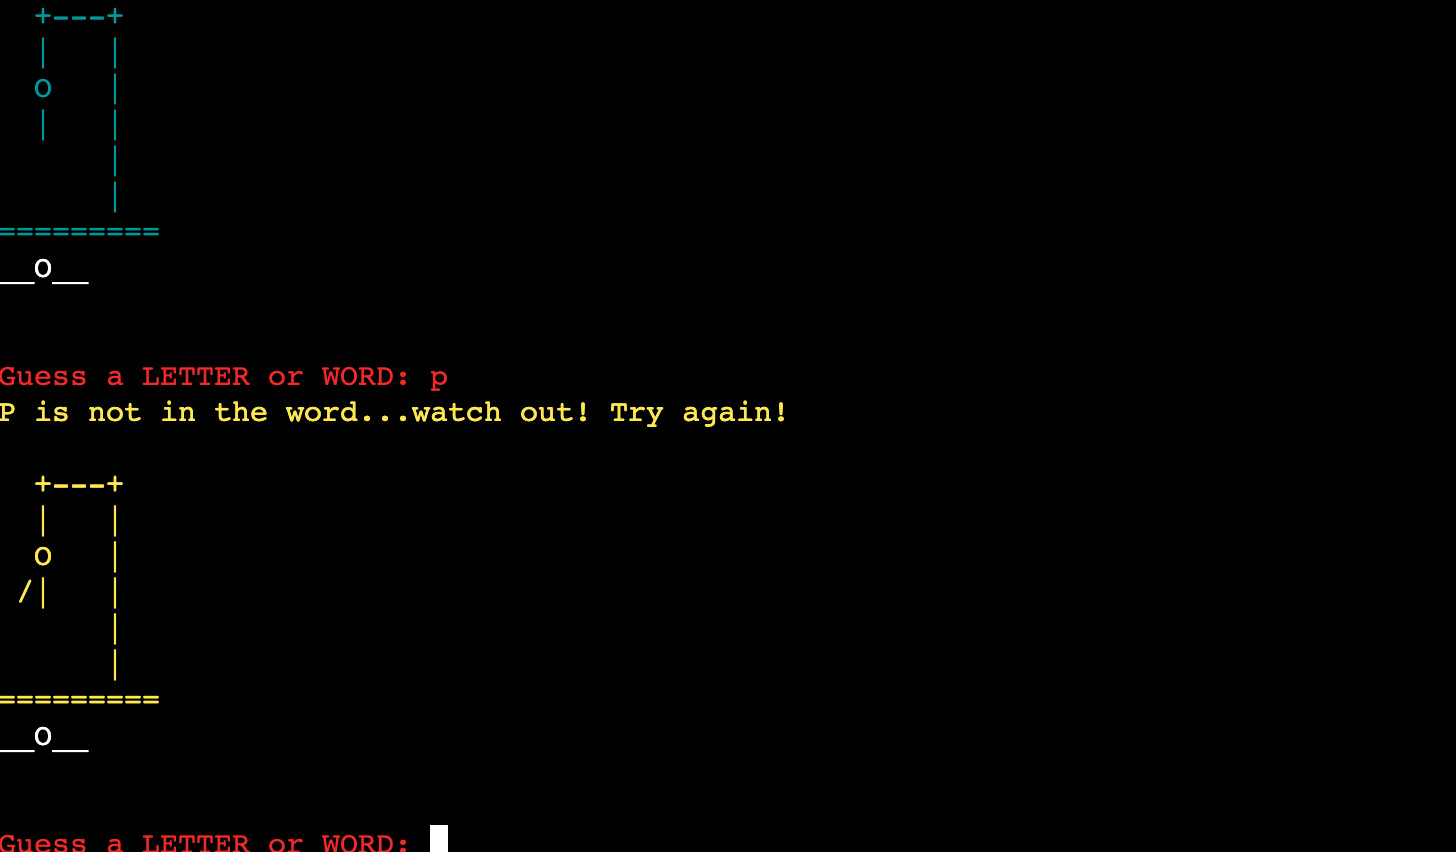 +---+
  |   |
  o   |
  |   |
      |
      |
=========
__o__
Guess a LETTER or WORD: p
P is not in the word...watch out! Try again!
  +---+
  |   |
  o   |
 /|   |
      |
      |
=========
__o__
Guess a LETTER or WORD: